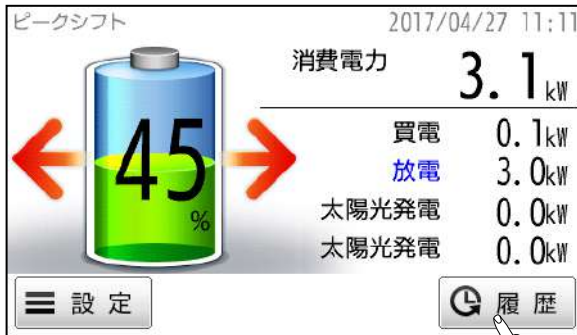 ピークシフト 2017/04/27 11:11
消費電力 3.1kW
45%
買電 0.1kW
放電 3.0kW
太陽光発電 0.0kW
太陽光発電 0.0kW
設定 履歴